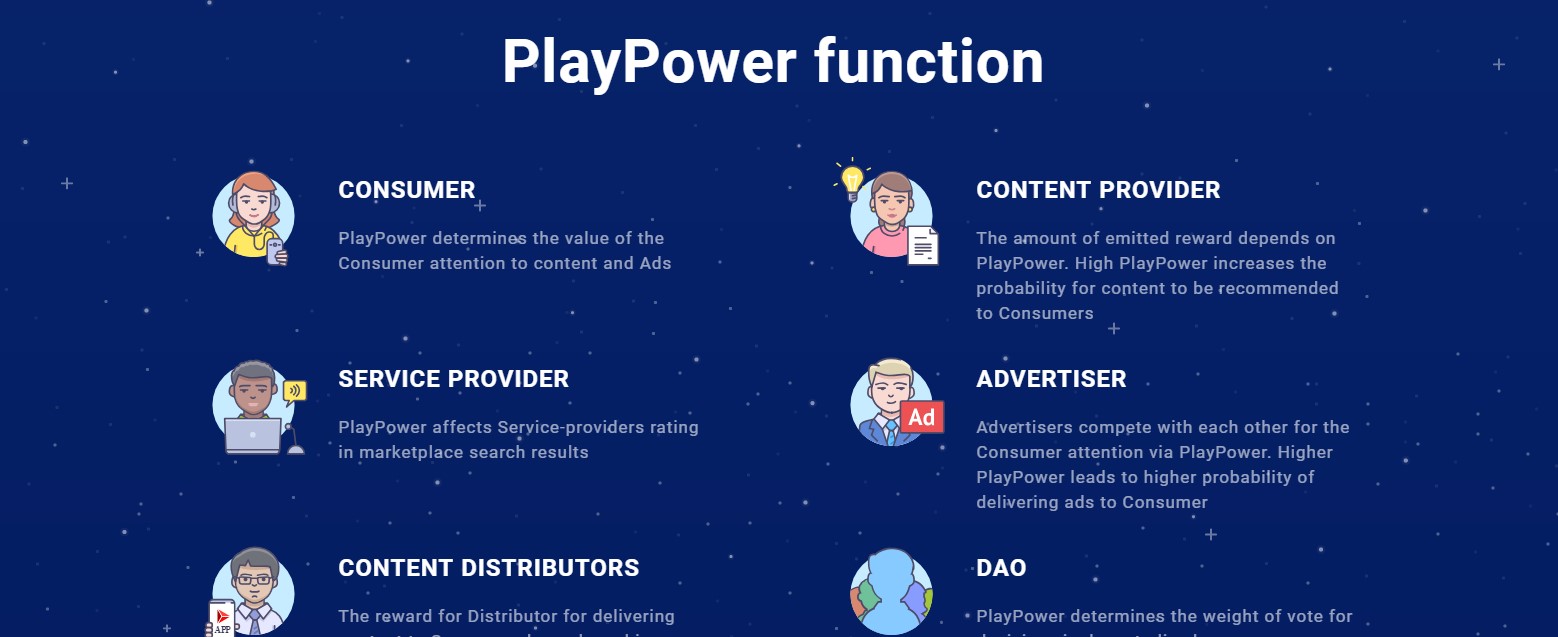 PlayPower function
CONSUMER
PlayPower determines the value of the
Consumer attention to content and Ads
CONTENT PROVIDER
The amount of emitted reward depends on
PlayPower. High PlayPower increases the
probability for content to be recommended
to Consumers
SERVICE PROVIDER
PlayPower affects Service-providers rating
in marketplace search results
ADVERTISER
Ad
Advertisers compete with each other for the
Consumer attention via PlayPower. Higher
PlayPower leads to higher probability of
delivering ads to Consumer
CONTENT DISTRIBUTORS
APP
The reward for Distributor for delivering
DAO
PlayPower determines the weight of vote for